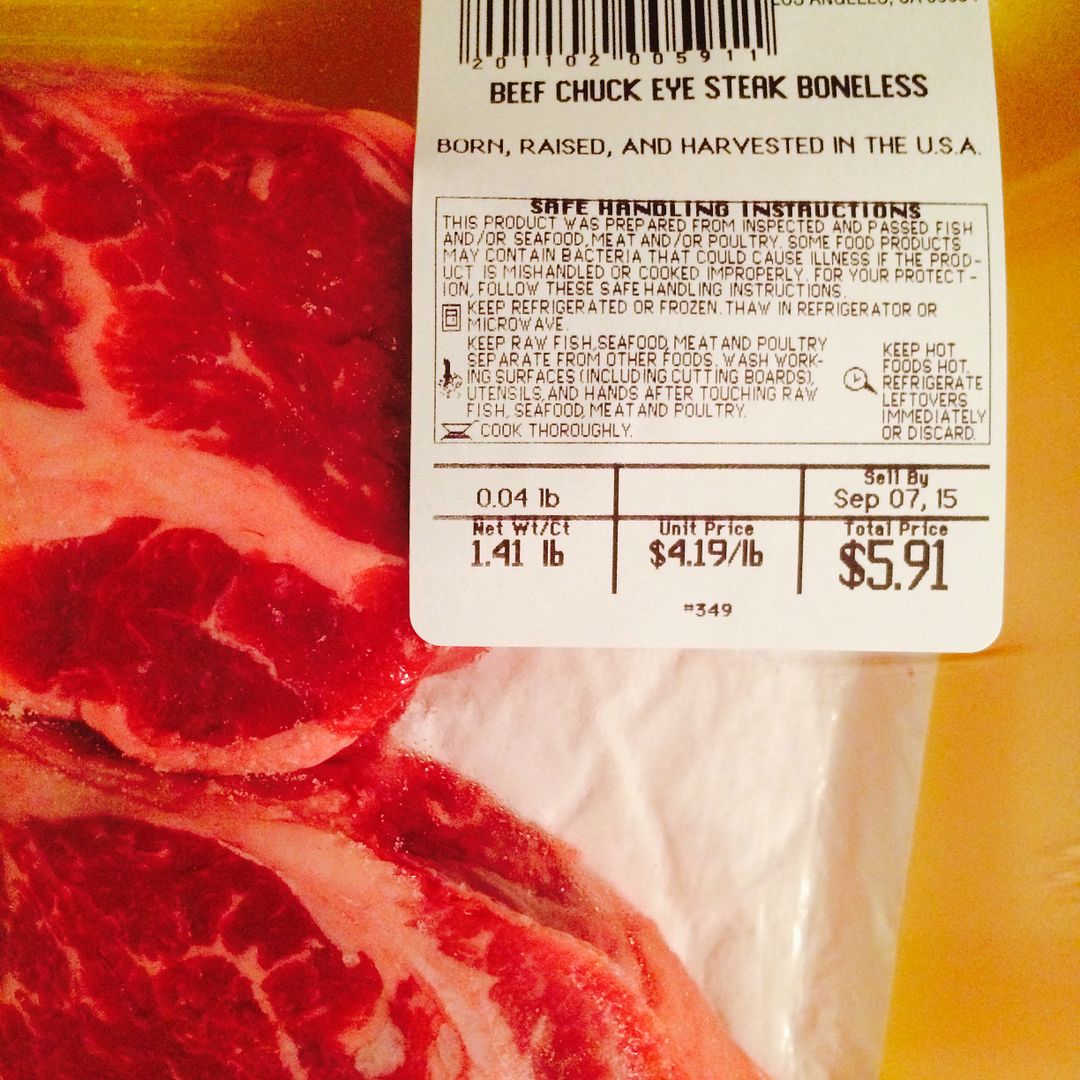 2 01102 00591 1
BEEF CHUCK EYE STEAK BONELESS
BORN, RAISED, AND HARVESTED IN THE U.S.A.
SAFE HANDLING INSTRUCTIONS
THIS PRODUCT WAS PREPARED FROM INSPECTED AND PASSED FISH
AND/OR SEAFOOD, MEAT AND/OR POULTRY. SOME FOOD PRODUCTS
MAY CONTAIN BACTERIA THAT COULD CAUSE ILLNESS IF THE PROD-
UCT IS MISHANDLED OR COOKED IMPROPERLY. FOR YOUR PROTECT-
ION, FOLLOW THESE SAFE HANDLING INSTRUCTIONS.
KEEP REFRIGERATED OR FROZEN. THAW IN REFRIGERATOR OR
MICROWAVE.
KEEP RAW FISH, SEAFOOD, MEAT AND POULTRY
SEPARATE FROM OTHER FOODS. WASH WORK-
ING SURFACES (INCLUDING CUTTING BOARDS),
UTENSILS, AND HANDS AFTER TOUCHING RAW
FISH, SEAFOOD, MEAT AND POULTRY.
COOK THOROUGHLY.
KEEP HOT
FOODS HOT.
REFRIGERATE
LEFTOVERS
IMMEDIATELY
OR DISCARD.
Sell By
0.04 lb Sep 07, 15
Net Wt/Ct Unit Price Total Price
1.41 lb $4.19/lb $5.91
#349